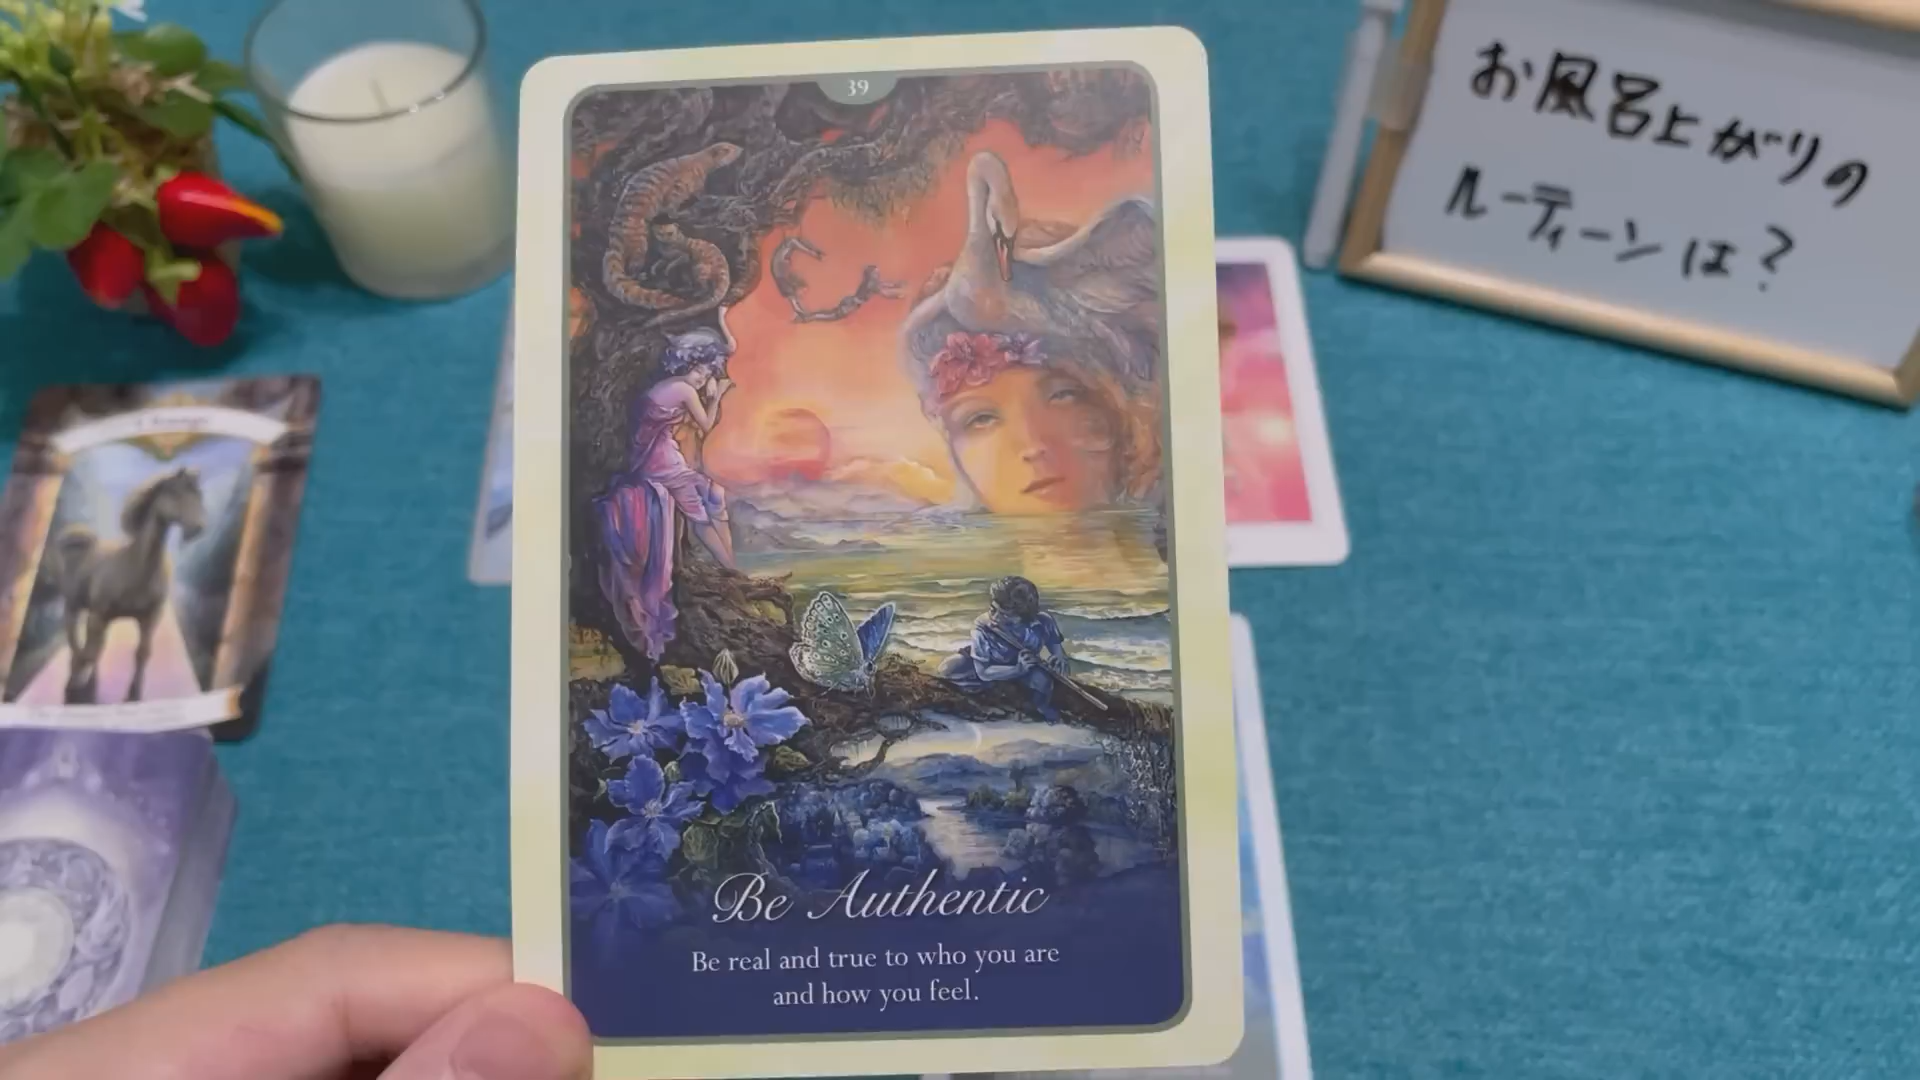 39
Be Authentic
Be real and true to who you are
and how you feel.
お風呂上がりの
ルーティーンは?